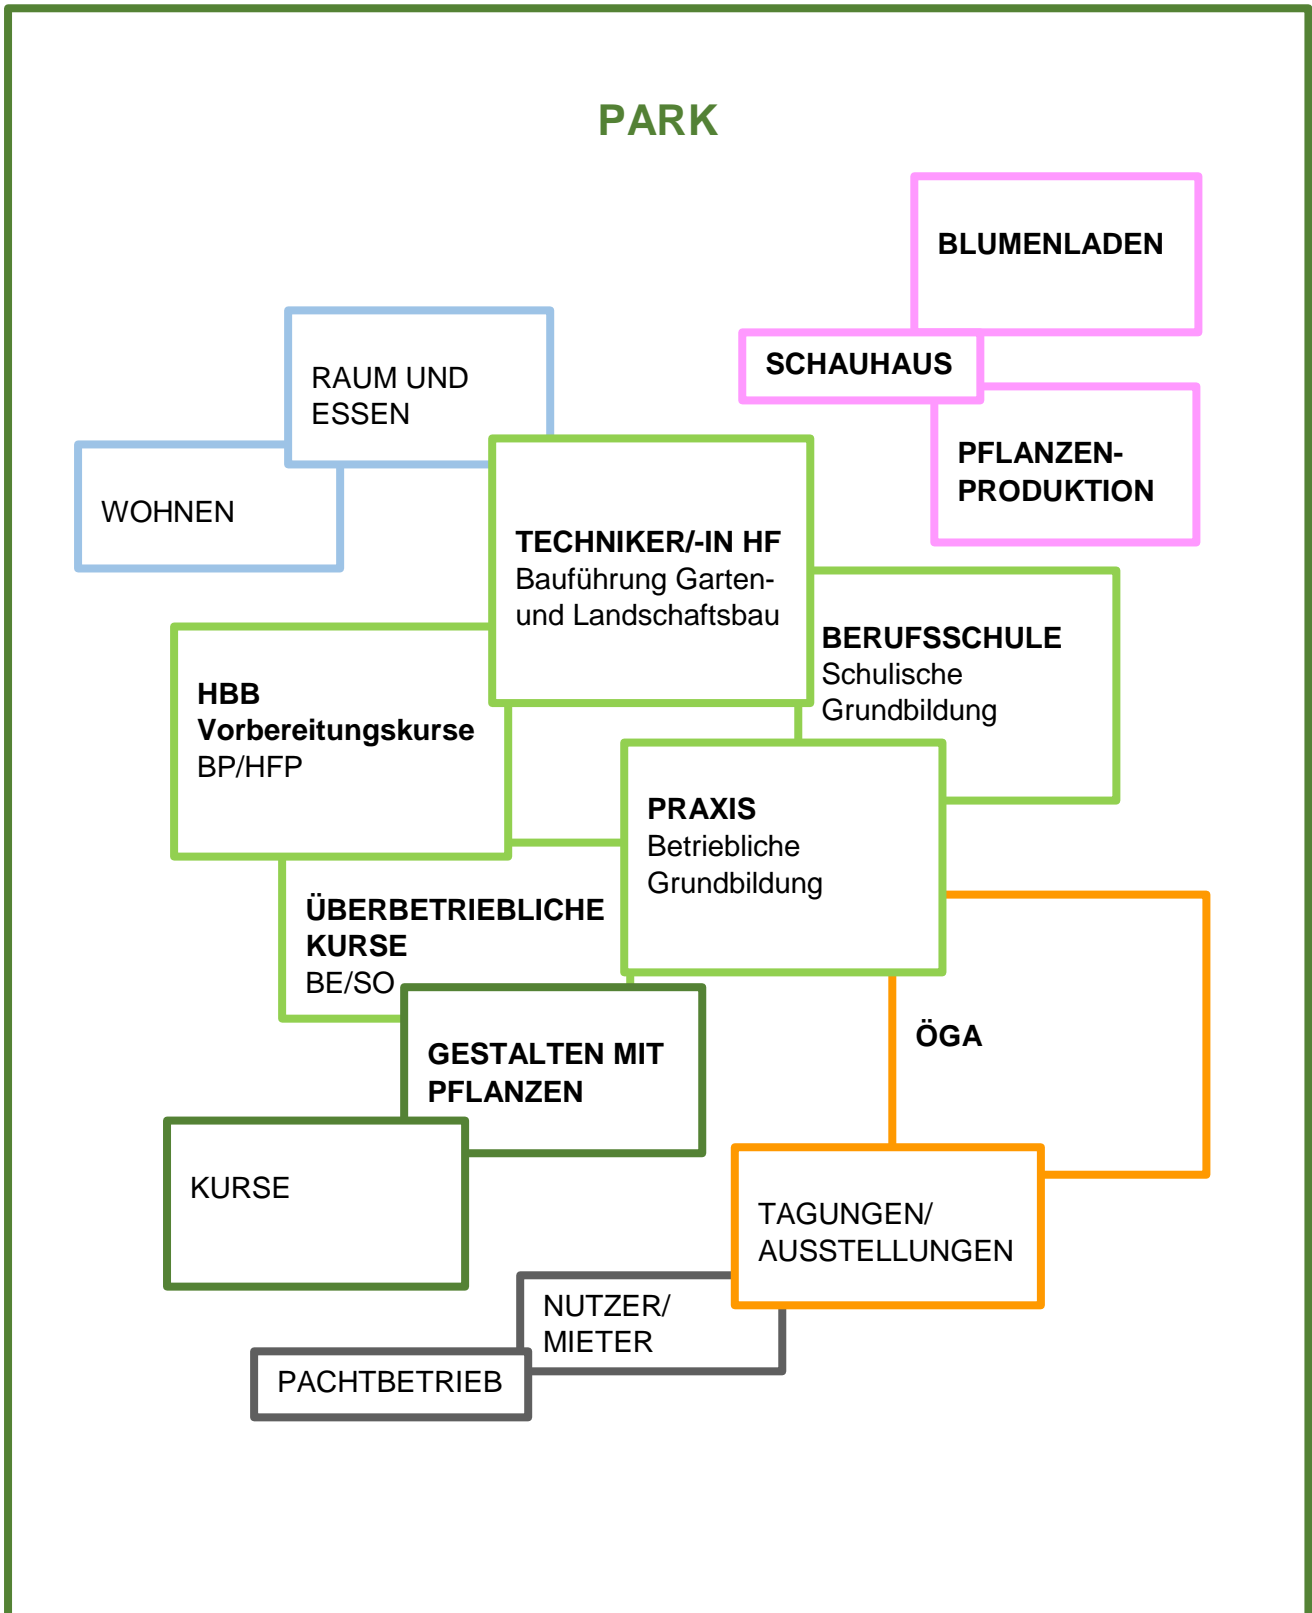 PARK
BLUMENLADEN
SCHAUHAUS
RAUM UND
ESSEN
PFLANZEN-
PRODUKTION
WOHNEN
TECHNIKER/-IN HF
Bauführung Garten-
und Landschaftsbau
BERUFSSCHULE
Schulische
Grundbildung
HBB
Vorbereitungskurse
BP/HFP
PRAXIS
Betriebliche
Grundbildung
ÜBERBETRIEBLICHE
KURSE
BE/SO
ÖGA
GESTALTEN MIT
PFLANZEN
KURSE
TAGUNGEN/
AUSSTELLUNGEN
NUTZER/
MIETER
PACHTBETRIEB